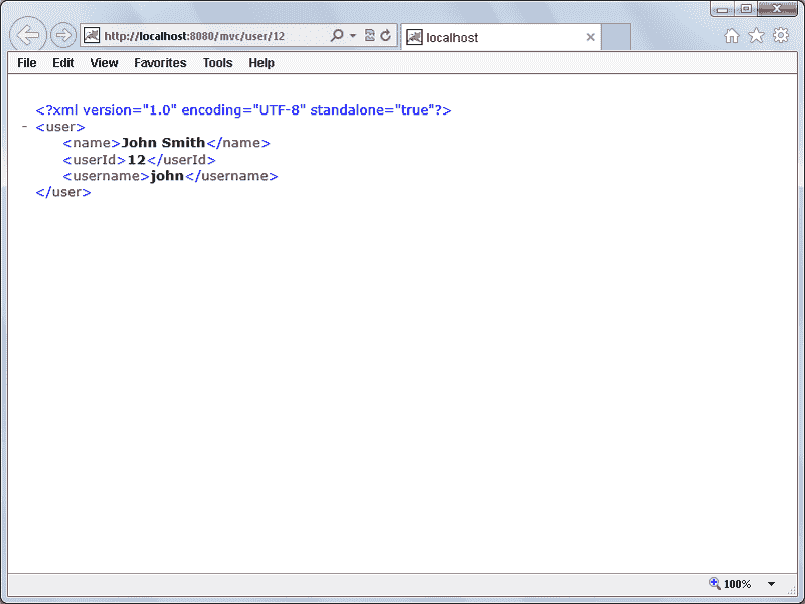 http://localhost:8080/mvc/user/12
localhost
File Edit View Favorites Tools Help
<?xml version="1.0" encoding="UTF-8" standalone="true"?>
- <user>
<name>John Smith</name>
<userId>12</userId>
<username>john</username>
</user>
100%